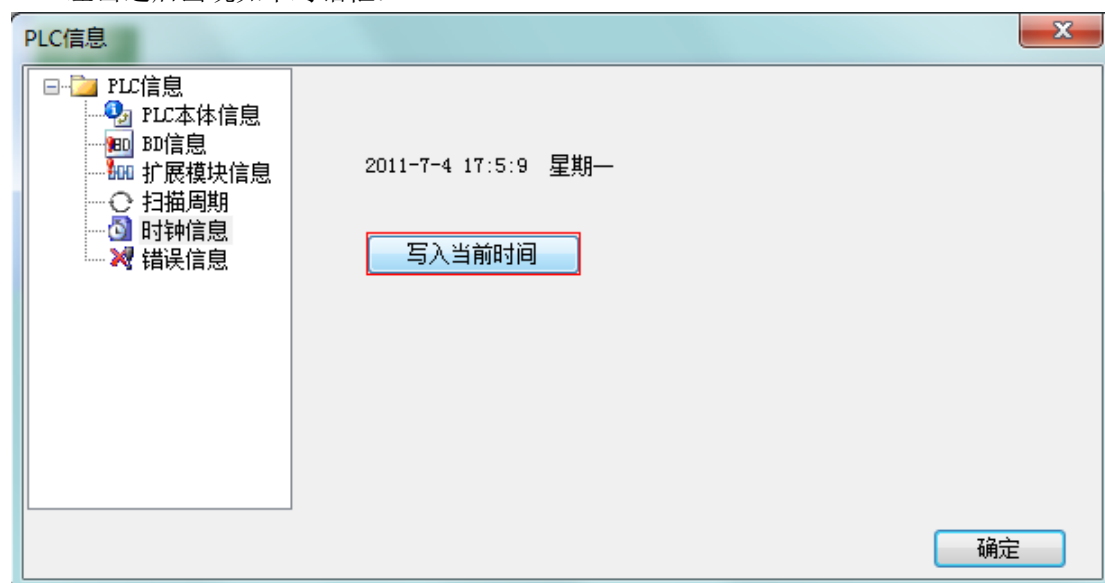 PLC信息
PLC信息
PLC本体信息
BD信息
扩展模块信息
扫描周期
时钟信息
错误信息
2011-7-4 17:5:9 星期一
写入当前时间
确定